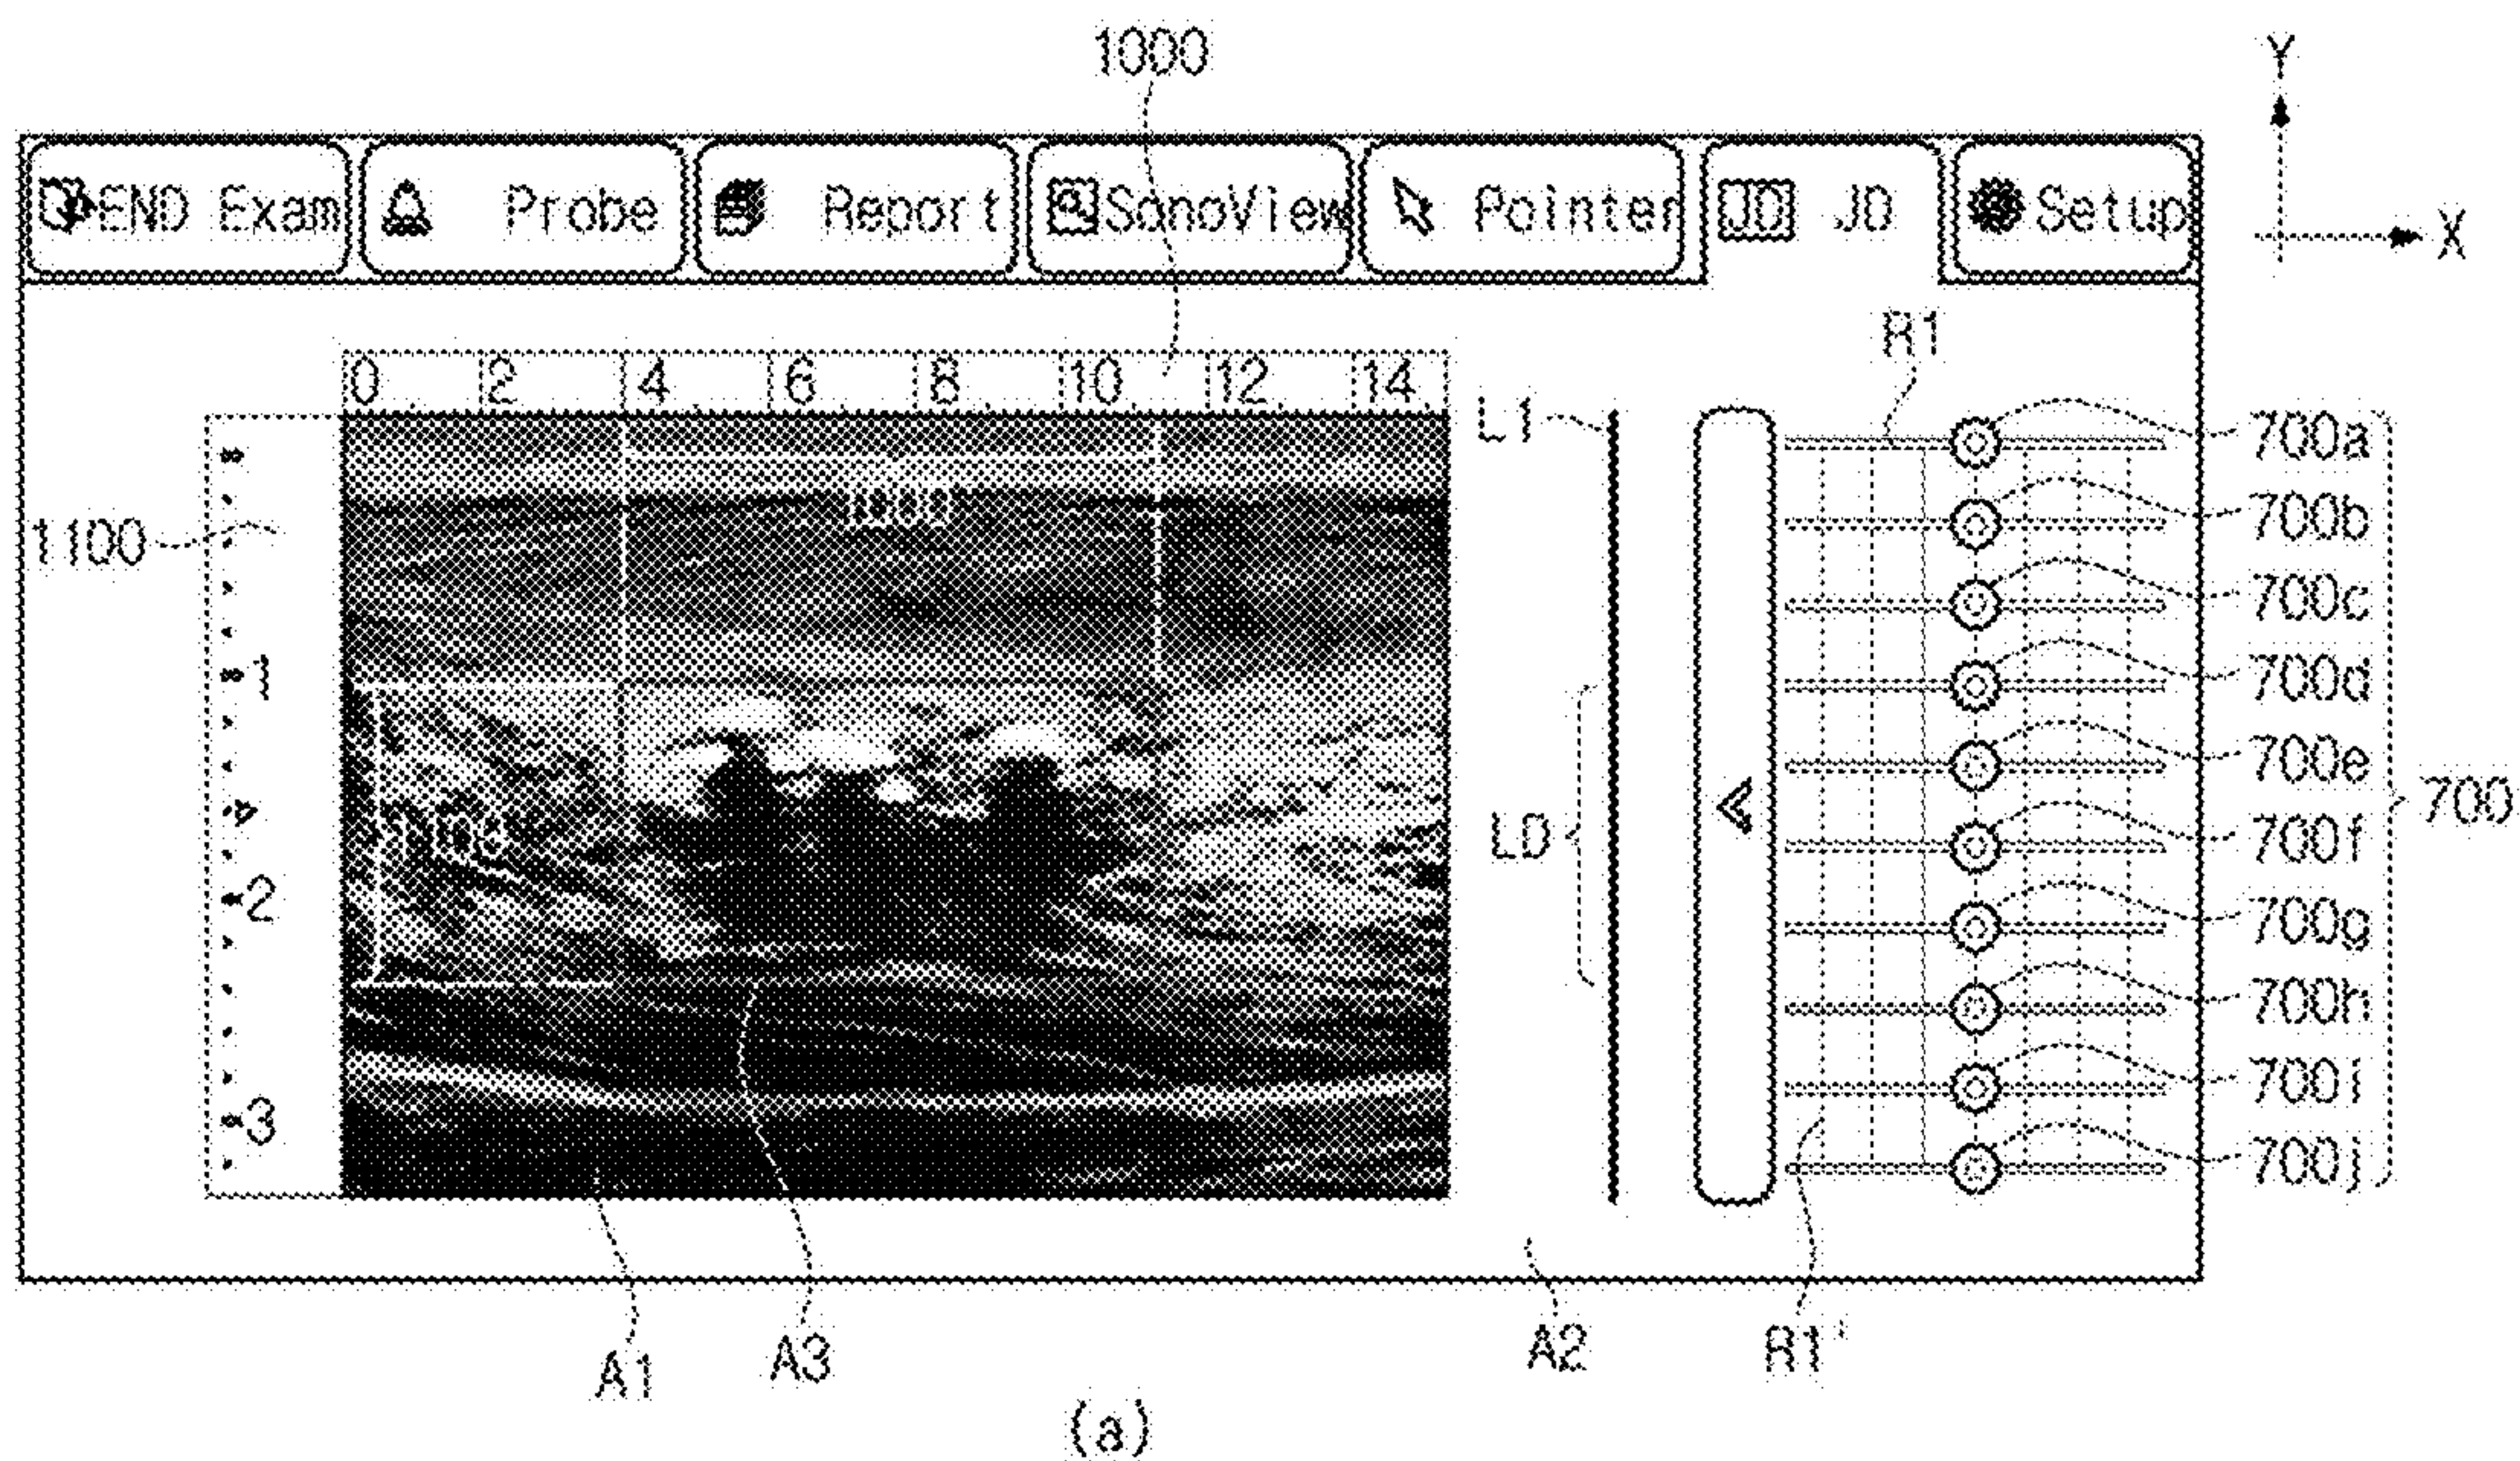 1000
Y
END Exam Probe Report SonoView Pointer JD JD Setup
X
R1
0 2 4 6 8 10 12 14
L1
700a
700b
1100
700c
1
700d
700e
700
LD
700f
2
700g
700h
700i
3
700j
A1 A3 A2 R1'
(a)